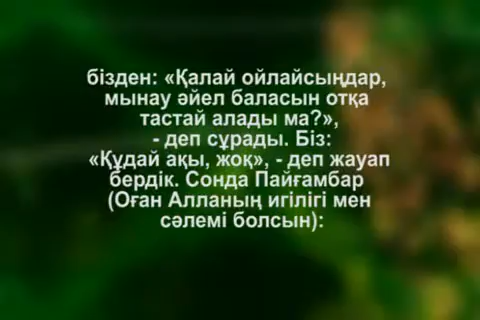 бізден: «Қалай ойлайсыңдар,
мынау әйел баласын отқа
тастай алады ма?»,
- деп сұрады. Біз:
«Құдай ақы, жоқ», - деп жауап
бердік. Сонда Пайғамбар
(Оған Алланың игілігі мен
сәлемі болсын):